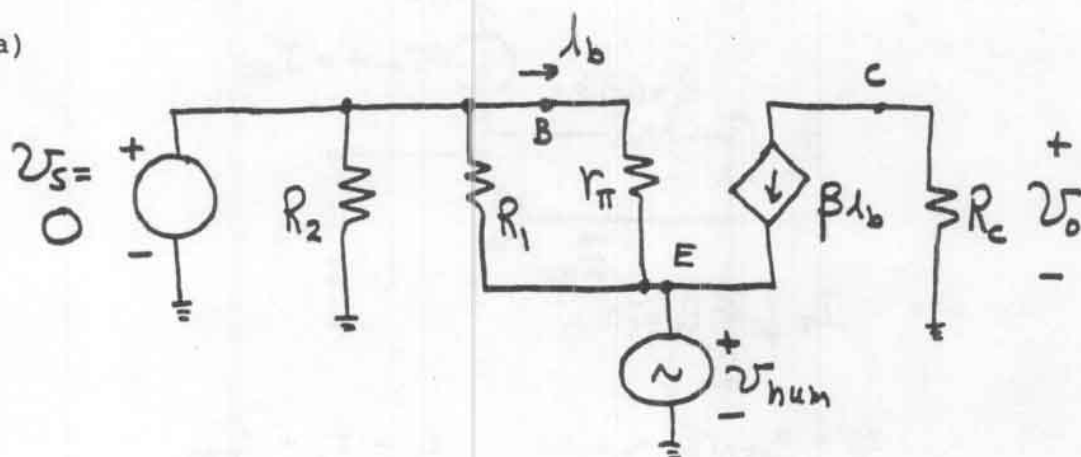 a)
i_b
C
B
+
v_s=
0
-
R_2
R_1
r_π
βi_b
R_c
+
v_o
-
E
+
~
v_hum
-